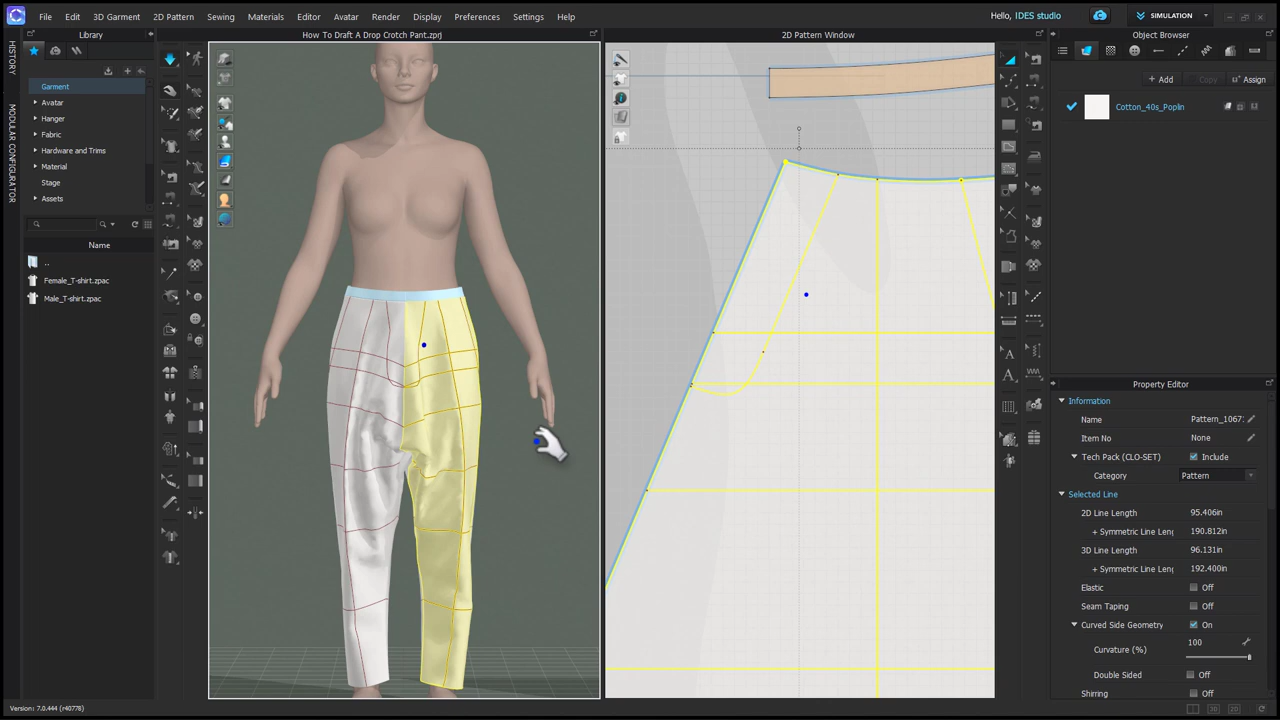 File Edit 3D Garment 2D Pattern Sewing Materials Editor Avatar Render Display Preferences Settings Help
Hello, IDES studio
SIMULATION
HISTORY
MODULAR CONFIGURATOR
Library
Garment
Avatar
Hanger
Fabric
Hardware and Trims
Material
Stage
Assets
Name
..
Female_T-shirt.zpac
Male_T-shirt.zpac
How To Draft A Drop Crotch Pant.zprj
2D Pattern Window
Object Browser
+ Add Copy Assign
Cotton_40s_Poplin
Property Editor
Information
Name Pattern_1067:
Item No None
Tech Pack (CLO-SET) Include
Category Pattern
Selected Line
2D Line Length 95.406in
+ Symmetric Line Leng 190.812in
3D Line Length 96.131in
+ Symmetric Line Leng 192.400in
Elastic Off
Seam Taping Off
Curved Side Geometry On
Curvature (%) 100
Double Sided Off
Shirring Off
Version: 7.0.444 (r40778)
3D 2D